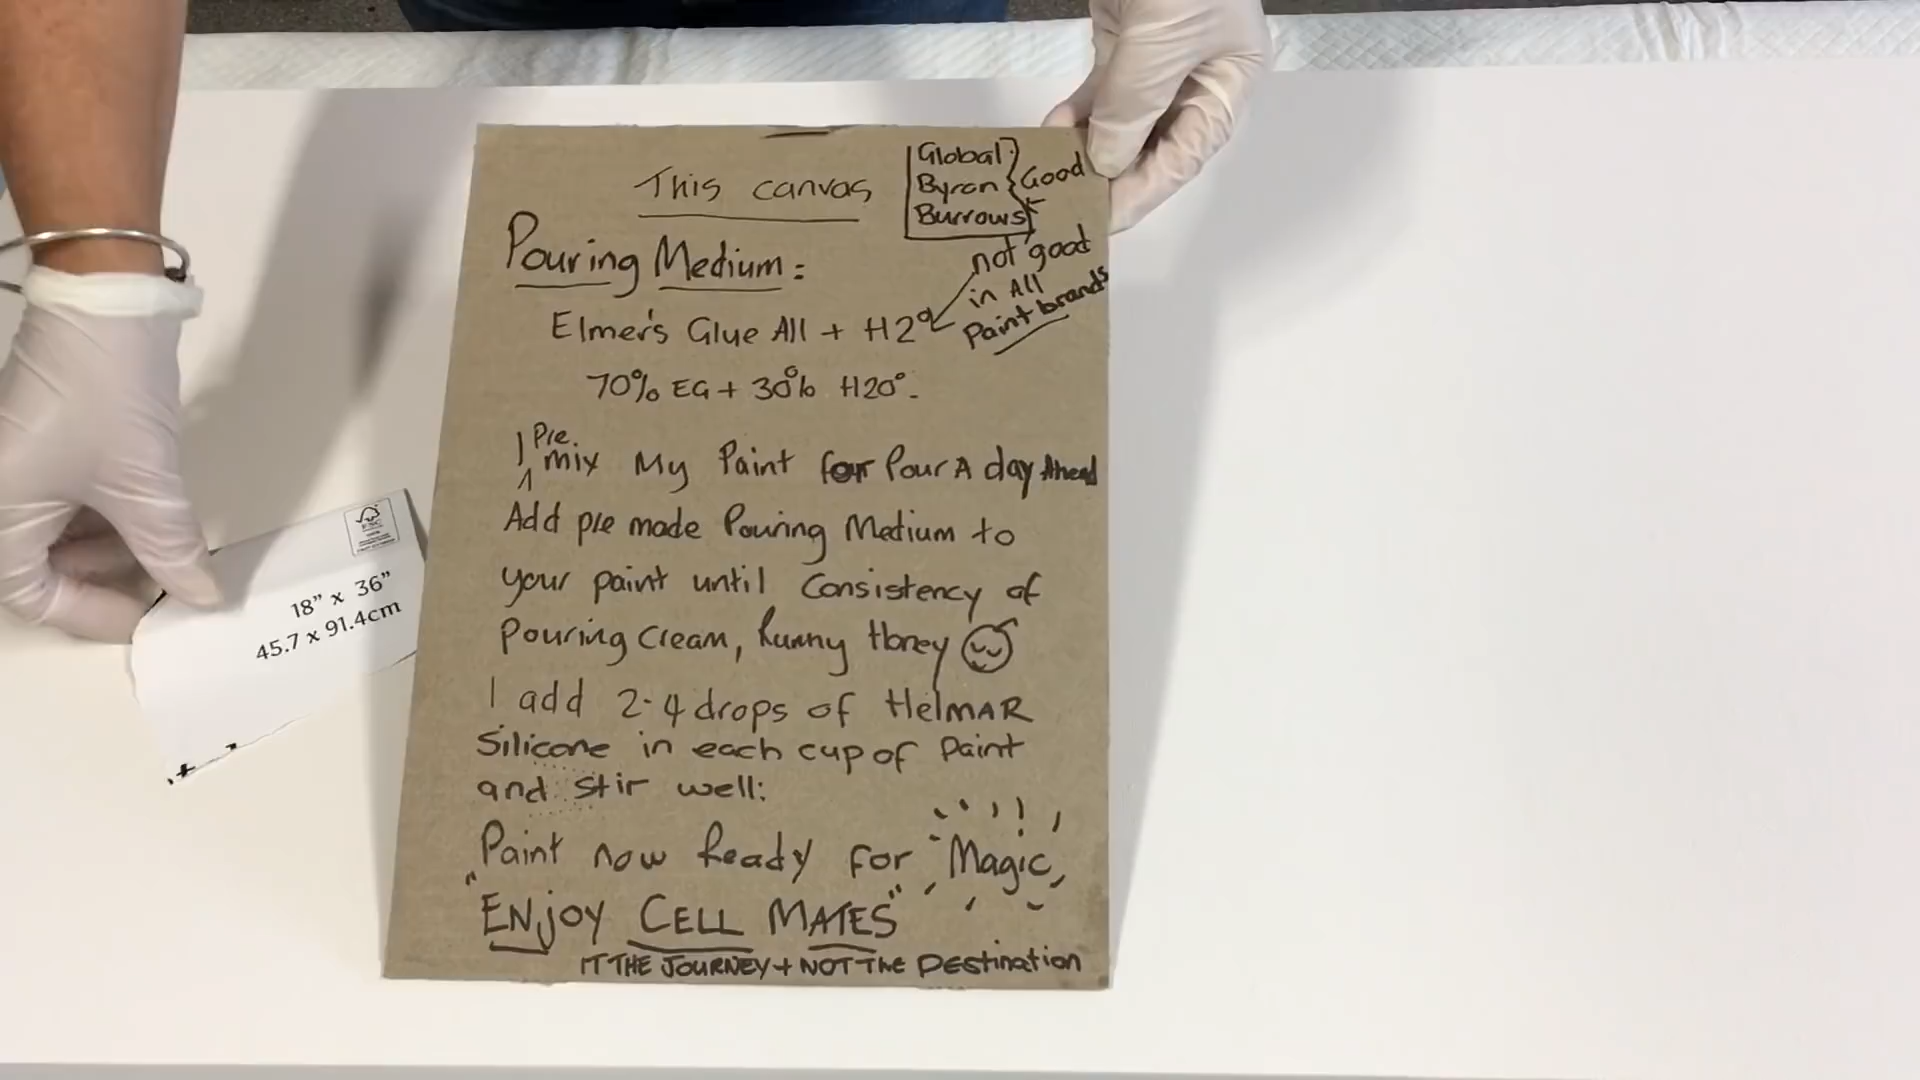 This canvas
Global
Byron
Burrows
Good
not good
in All
Paint brands
Pouring Medium:
Elmer's Glue All + H2O
70% EG + 30% H2O.
I Pre. mix My Paint for Pour A day Ahead
Add pre made Pouring Medium to
your paint until Consistency of
Pouring Cream, Runny Honey
I add 2-4 drops of HelMAR
Silicone in each cup of Paint
and stir well:
Paint now Ready for Magic
"ENjOY CELL MATES"
IT THE JOURNEY + NOT THE DEStination
FSC
18” x 36”
45.7 x 91.4cm